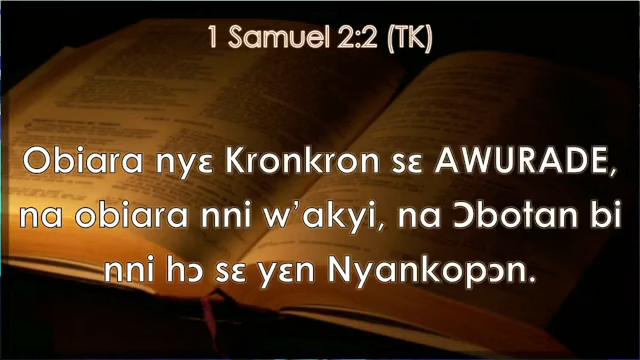 1 Samuel 2:2 (TK)
Obiara nyɛ Kronkron sɛ AWURADE,
na obiara nni w'akyi, na Ɔbotan bi
nni hɔ sɛ yɛn Nyankopɔn.